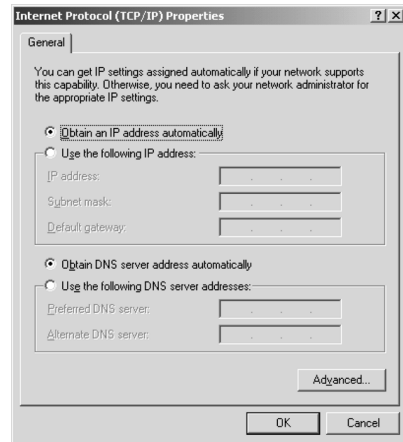 Internet Protocol (TCP/IP) Properties
General
You can get IP settings assigned automatically if your network supports
this capability. Otherwise, you need to ask your network administrator for
the appropriate IP settings.
Obtain an IP address automatically
Use the following IP address:
IP address:
Subnet mask:
Default gateway:
Obtain DNS server address automatically
Use the following DNS server addresses:
Preferred DNS server:
Alternate DNS server:
Advanced...
OK Cancel